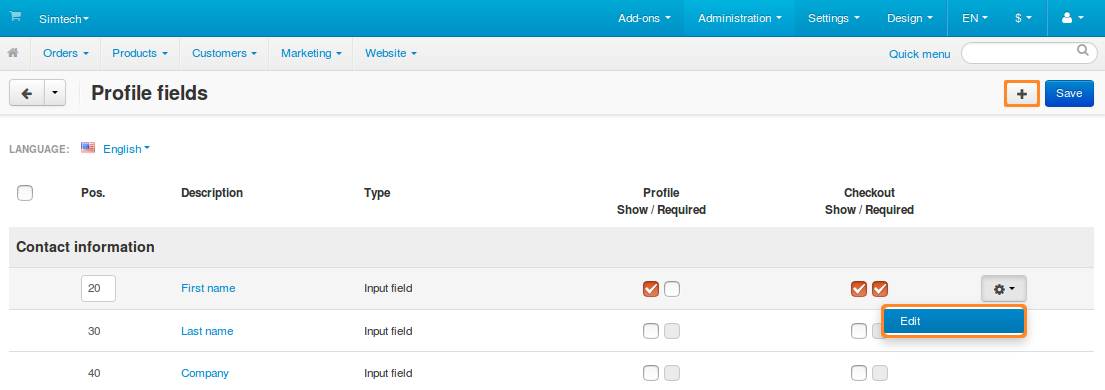 Simtech Add-ons Administration Settings Design EN $
Orders Products Customers Marketing Website Quick menu
Profile fields + Save
LANGUAGE: English
Pos. Description Type Profile Checkout
Show / Required Show / Required
Contact information
20 First name Input field
Edit
30 Last name Input field
40 Company Input field